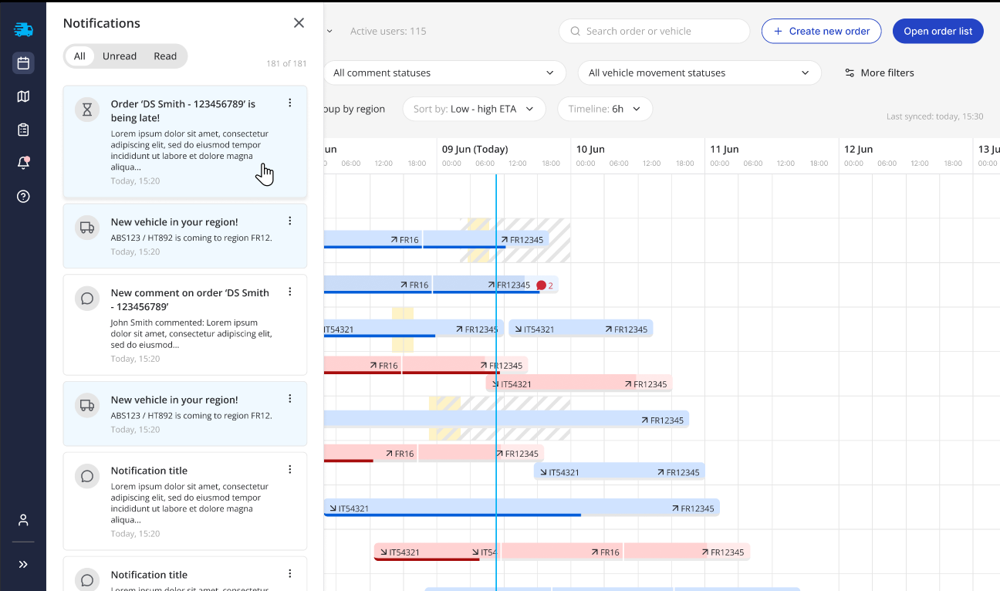 Notifications
All Unread Read
181 of 181
Order ‘DS Smith - 123456789’ is
being late!
Lorem ipsum dolor sit amet, consectetur
adipiscing elit, sed do eiusmod tempor
incididunt ut labore et dolore magna
aliqua...
Today, 15:20
New vehicle in your region!
ABS123 / HT892 is coming to region FR12.
Today, 15:20
New comment on order ‘DS Smith
- 123456789’
John Smith commented: Lorem ipsum
dolor sit amet, consectetur adipiscing elit,
sed do eiusmod...
Today, 15:20
New vehicle in your region!
ABS123 / HT892 is coming to region FR12.
Today, 15:20
Notification title
Lorem ipsum dolor sit amet, consectetur
adipiscing elit, sed do eiusmod tempor
incididunt ut labore et dolore magna
aliqua...
Today, 15:20
Notification title
Lorem ipsum dolor sit amet, consectetur
Active users: 115
Search order or vehicle
+ Create new order
Open order list
All comment statuses
All vehicle movement statuses
More filters
oup by region
Sort by: Low - high ETA
Timeline: 6h
Last synced: today, 15:30
un 09 Jun (Today) 10 Jun 11 Jun 12 Jun 13 J
0 06:00 12:00 18:00 00:00 06:00 12:00 18:00 00:00 06:00 12:00 18:00 00:00 06:00 12:00 18:00 00:00 06:00 12:00 18:00 00:00
FR16 FR12345
FR16 FR12345 2
IT54321 FR12345 IT54321 FR12345
FR16 FR12345
IT54321 FR12345
FR12345
FR16 FR12345
IT54321 FR12345
IT54321 FR12345
IT54321 IT54 FR16 FR12345